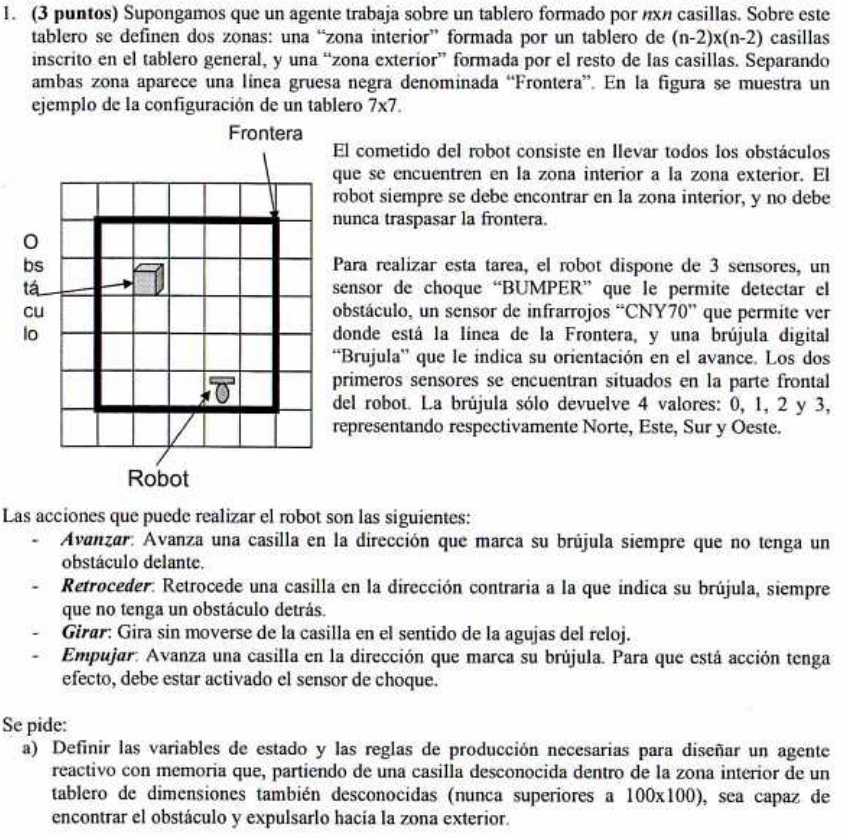 1. (3 puntos) Supongamos que un agente trabaja sobre un tablero formado por nxn casillas. Sobre este
tablero se definen dos zonas: una “zona interior” formada por un tablero de (n-2)x(n-2) casillas
inscrito en el tablero general, y una “zona exterior” formada por el resto de las casillas. Separando
ambas zona aparece una línea gruesa negra denominada “Frontera”. En la figura se muestra un
ejemplo de la configuración de un tablero 7x7.
Frontera
O
bs
tá
cu
lo
Robot
El cometido del robot consiste en llevar todos los obstáculos
que se encuentren en la zona interior a la zona exterior. El
robot siempre se debe encontrar en la zona interior, y no debe
nunca traspasar la frontera.
Para realizar esta tarea, el robot dispone de 3 sensores, un
sensor de choque “BUMPER” que le permite detectar el
obstáculo, un sensor de infrarrojos “CNY70” que permite ver
donde está la línea de la Frontera, y una brújula digital
“Brujula” que le indica su orientación en el avance. Los dos
primeros sensores se encuentran situados en la parte frontal
del robot. La brújula sólo devuelve 4 valores: 0, 1, 2 y 3,
representando respectivamente Norte, Este, Sur y Oeste.
Las acciones que puede realizar el robot son las siguientes:
- Avanzar: Avanza una casilla en la dirección que marca su brújula siempre que no tenga un
obstáculo delante.
- Retroceder: Retrocede una casilla en la dirección contraria a la que indica su brújula, siempre
que no tenga un obstáculo detrás.
- Girar: Gira sin moverse de la casilla en el sentido de la agujas del reloj.
- Empujar: Avanza una casilla en la dirección que marca su brújula. Para que está acción tenga
efecto, debe estar activado el sensor de choque.
Se pide:
a) Definir las variables de estado y las reglas de producción necesarias para diseñar un agente
reactivo con memoria que, partiendo de una casilla desconocida dentro de la zona interior de un
tablero de dimensiones también desconocidas (nunca superiores a 100x100), sea capaz de
encontrar el obstáculo y expulsarlo hacía la zona exterior.